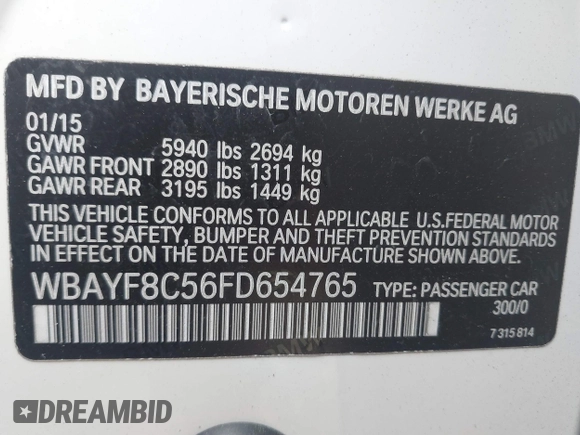 MFD BY BAYERISCHE MOTOREN WERKE AG
01/15
GVWR 5940 lbs 2694 kg
GAWR FRONT 2890 lbs 1311 kg
GAWR REAR 3195 lbs 1449 kg
THIS VEHICLE CONFORMS TO ALL APPLICABLE U.S.FEDERAL MOTOR
VEHICLE SAFETY, BUMPER AND THEFT PREVENTION STANDARDS
IN EFFECT ON THE DATE OF MANUFACTURE SHOWN ABOVE.
WBAYF8C56FD654765 TYPE: PASSENGER CAR
300/0
7 315 814
DREAMBID